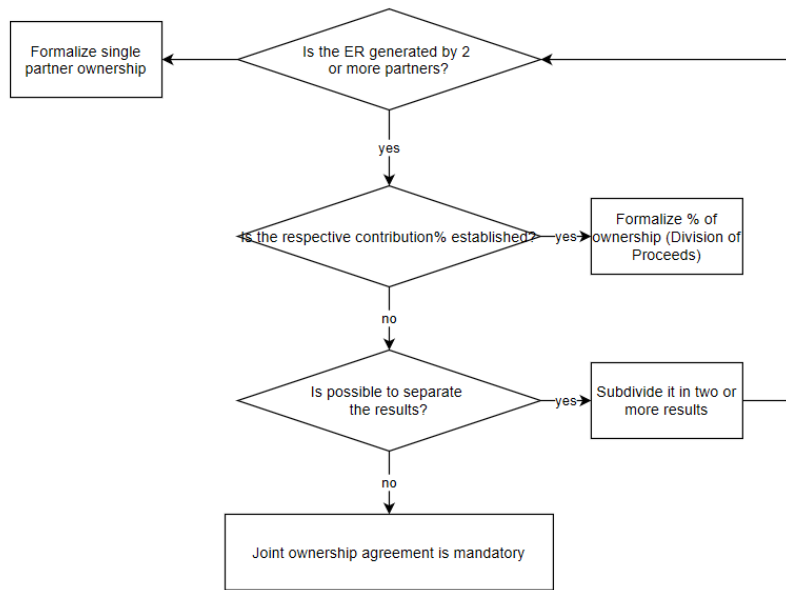 Formalize single
partner ownership
Is the ER generated by 2
or more partners?
yes
Is the respective contribution% established?
yes
Formalize % of
ownership (Division of
Proceeds)
no
Is possible to separate
the results?
yes
Subdivide it in two or
more results
no
Joint ownership agreement is mandatory